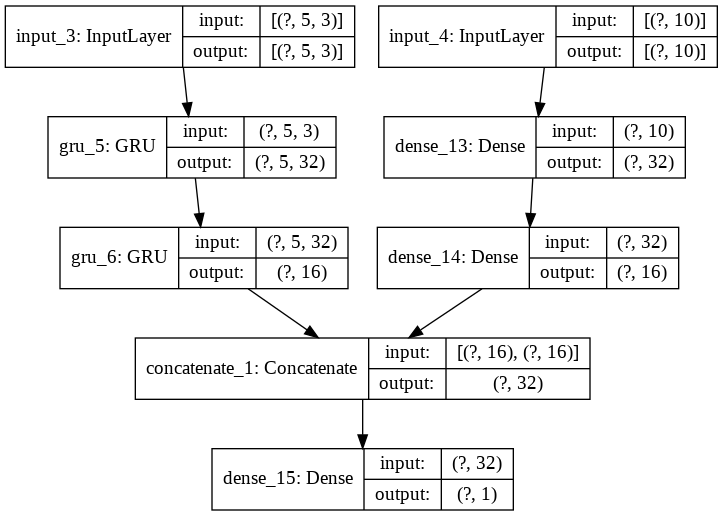 input_3: InputLayer
input: [(?, 5, 3)]
output: [(?, 5, 3)]
input_4: InputLayer
input: [(?, 10)]
output: [(?, 10)]
gru_5: GRU
input: (?, 5, 3)
output: (?, 5, 32)
dense_13: Dense
input: (?, 10)
output: (?, 32)
gru_6: GRU
input: (?, 5, 32)
output: (?, 16)
dense_14: Dense
input: (?, 32)
output: (?, 16)
concatenate_1: Concatenate
input: [(?, 16), (?, 16)]
output: (?, 32)
dense_15: Dense
input: (?, 32)
output: (?, 1)